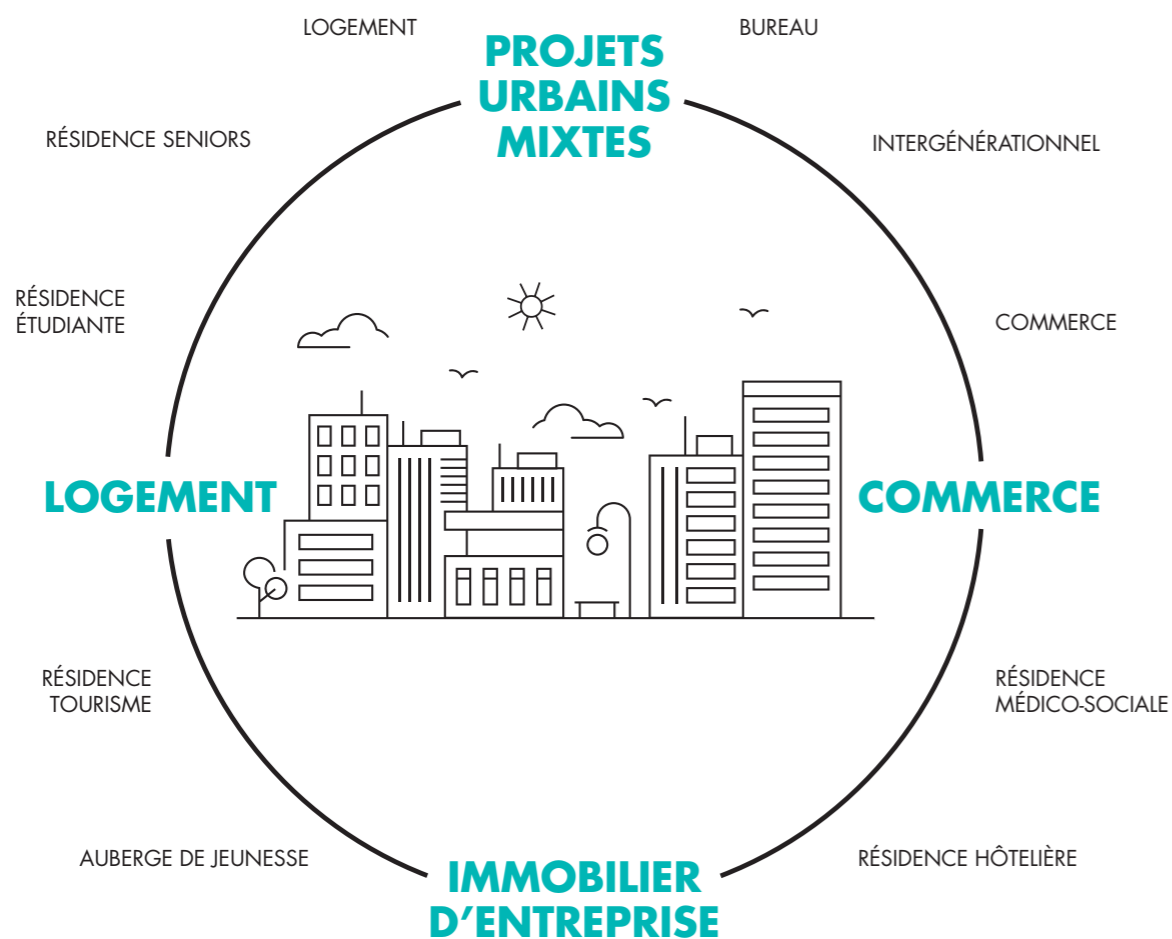 LOGEMENT
BUREAU
PROJETS
URBAINS
MIXTES
RÉSIDENCE SENIORS
INTERGÉNÉRATIONNEL
RÉSIDENCE
ÉTUDIANTE
COMMERCE
LOGEMENT
COMMERCE
RÉSIDENCE
TOURISME
RÉSIDENCE
MÉDICO-SOCIALE
AUBERGE DE JEUNESSE
RÉSIDENCE HÔTELIÈRE
IMMOBILIER
D’ENTREPRISE